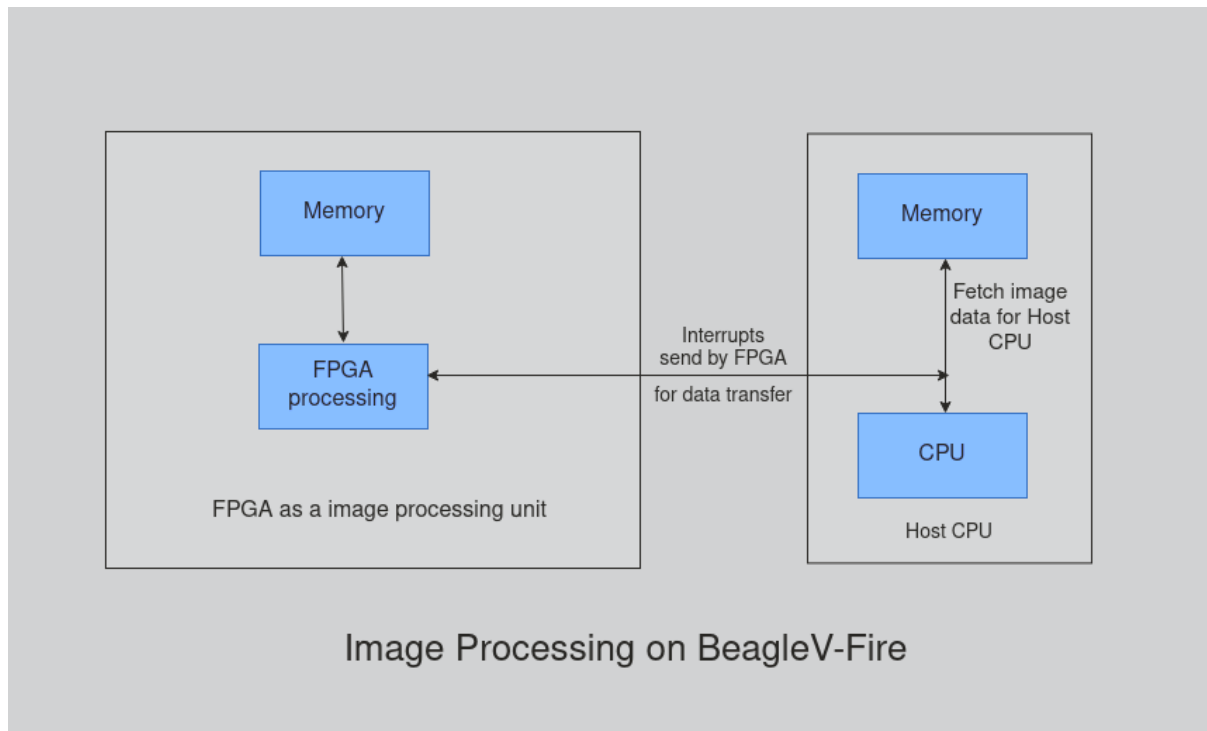 Memory
FPGA
processing
FPGA as a image processing unit
Interrupts
send by FPGA
for data transfer
Memory
Fetch image
data for Host
CPU
CPU
Host CPU
Image Processing on BeagleV-Fire